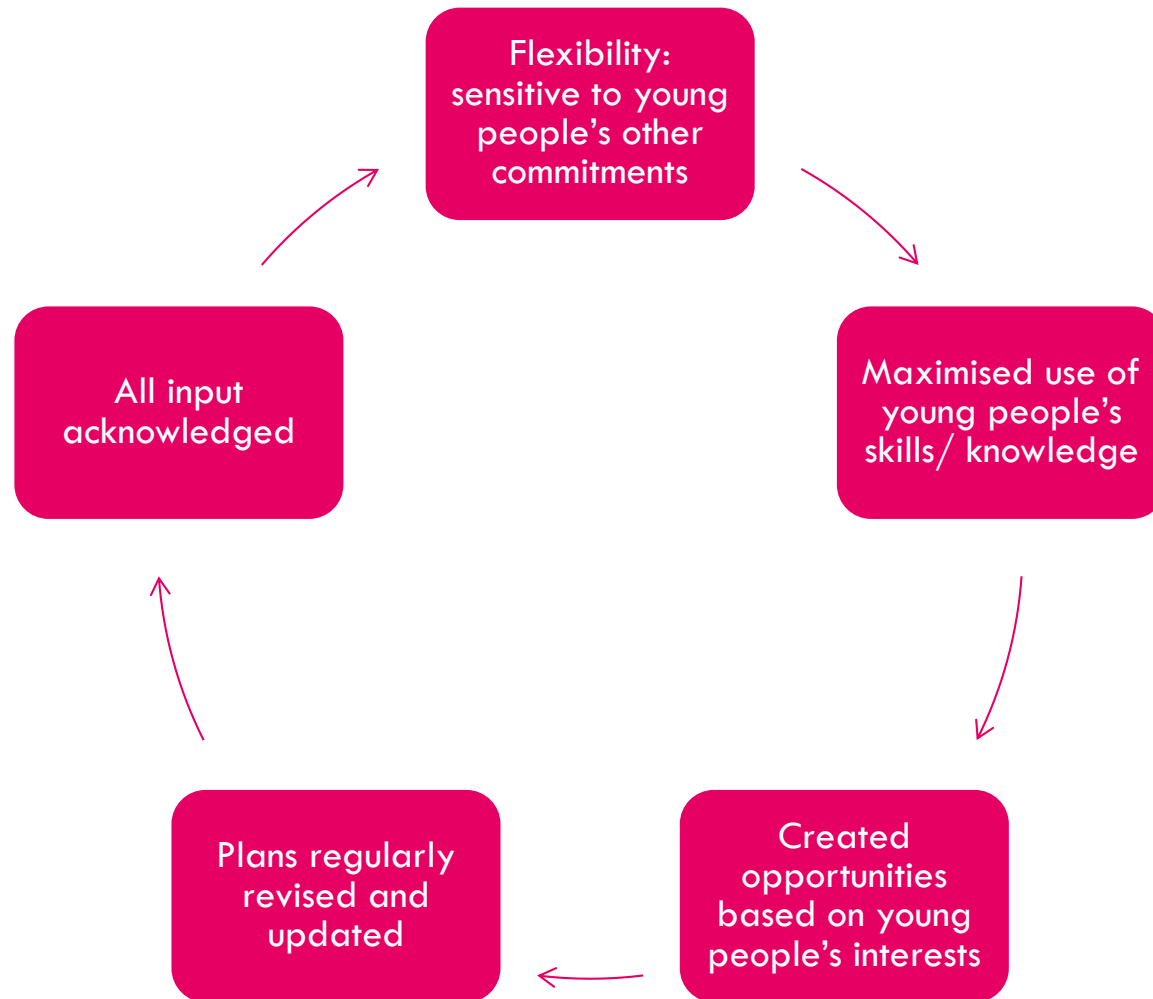 Flexibility:
sensitive to young
people’s other
commitments
Maximised use of
young people’s
skills/ knowledge
Created
opportunities
based on young
people’s interests
Plans regularly
revised and
updated
All input
acknowledged